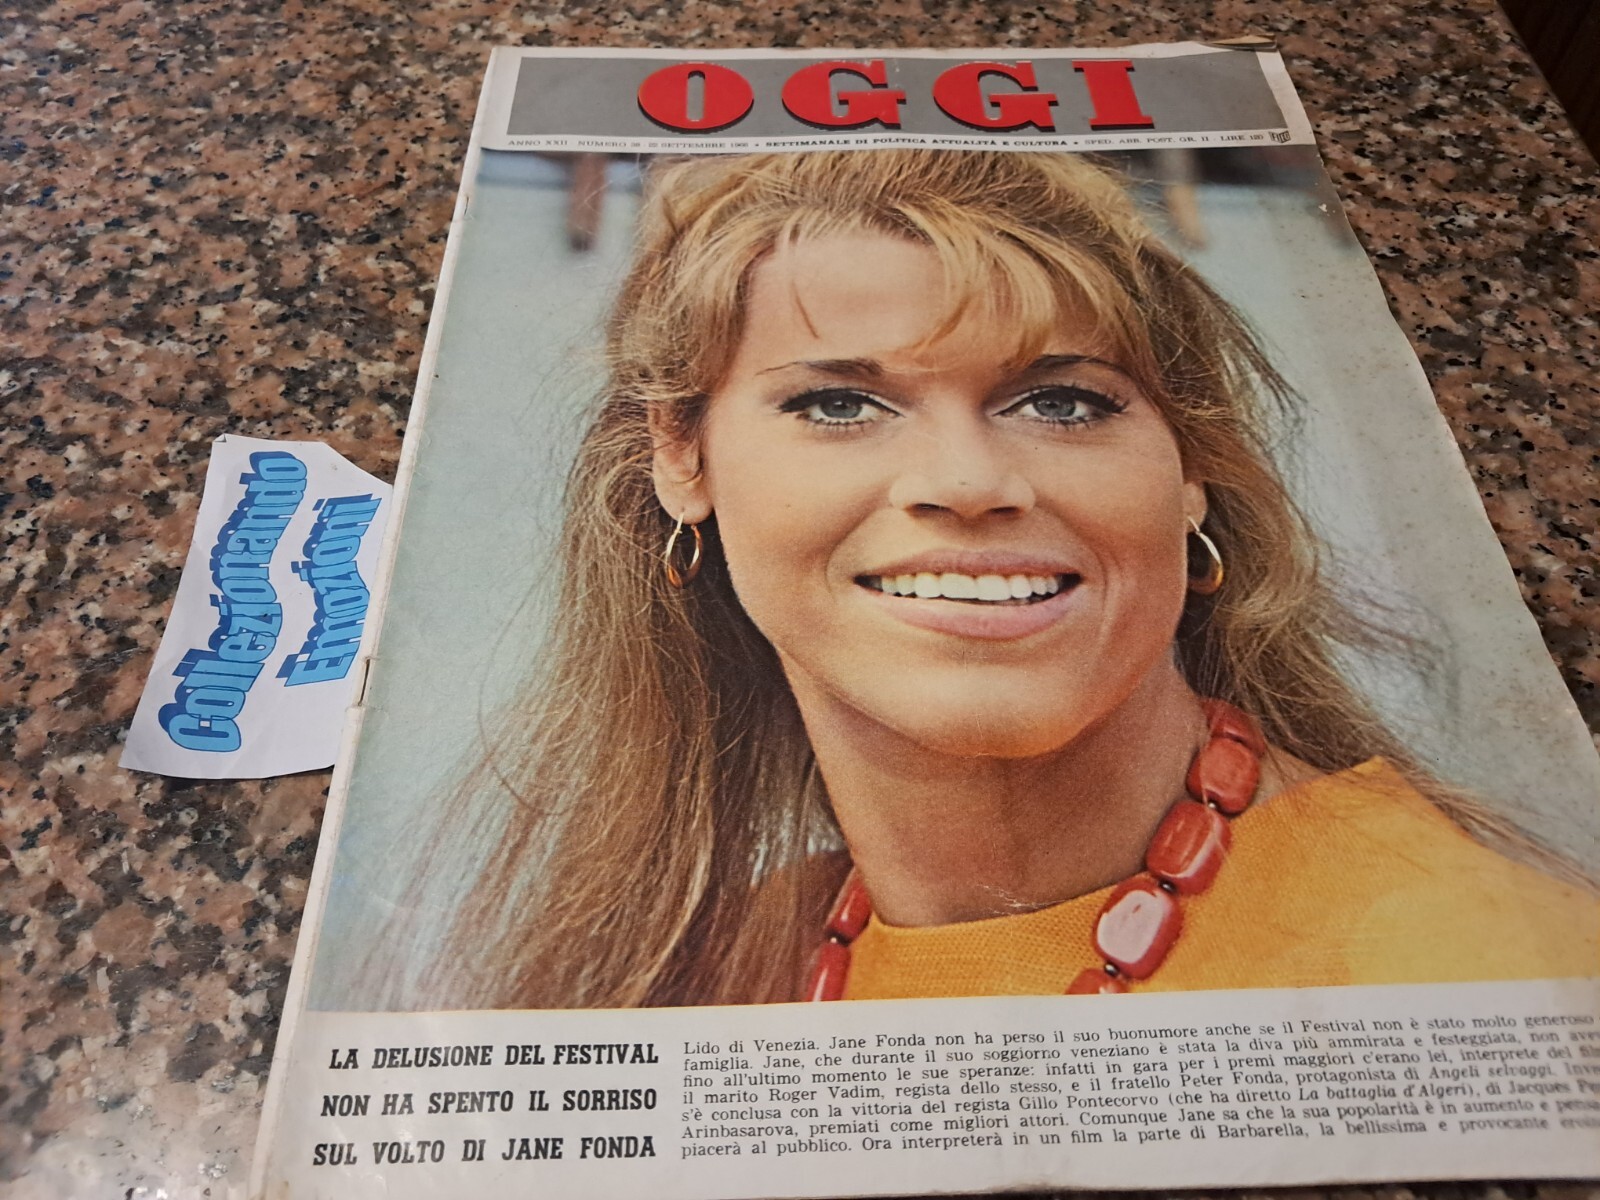 OGGI
ANNO XXII NUMERO 38 22 SETTEMBRE 1966 • SETTIMANALE DI POLITICA ATTUALITÀ E CULTURA • SPED. ABB. POST. GR. II - LIRE 120
Collezionando
Emozioni
LA DELUSIONE DEL FESTIVAL
NON HA SPENTO IL SORRISO
SUL VOLTO DI JANE FONDA
Lido di Venezia. Jane Fonda non ha perso il suo buonumore anche se il Festival non è stato molto generoso
famiglia. Jane, che durante il suo soggiorno veneziano è stata la diva più ammirata e festeggiata, non
fino all'ultimo momento le sue speranze: infatti in gara per i premi maggiori c'erano lei, interprete del
il marito Roger Vadim, regista dello stesso, e il fratello Peter Fonda, protagonista di Angeli selvaggi.
s'è conclusa con la vittoria del regista Gillo Pontecorvo (che ha diretto La battaglia d'Algeri), di Jacques
Arinbasarova, premiati come migliori attori. Comunque Jane sa che la sua popolarità è in aumento e
piacerà al pubblico. Ora interpreterà in un film la parte di Barbarella, la bellissima e provocante